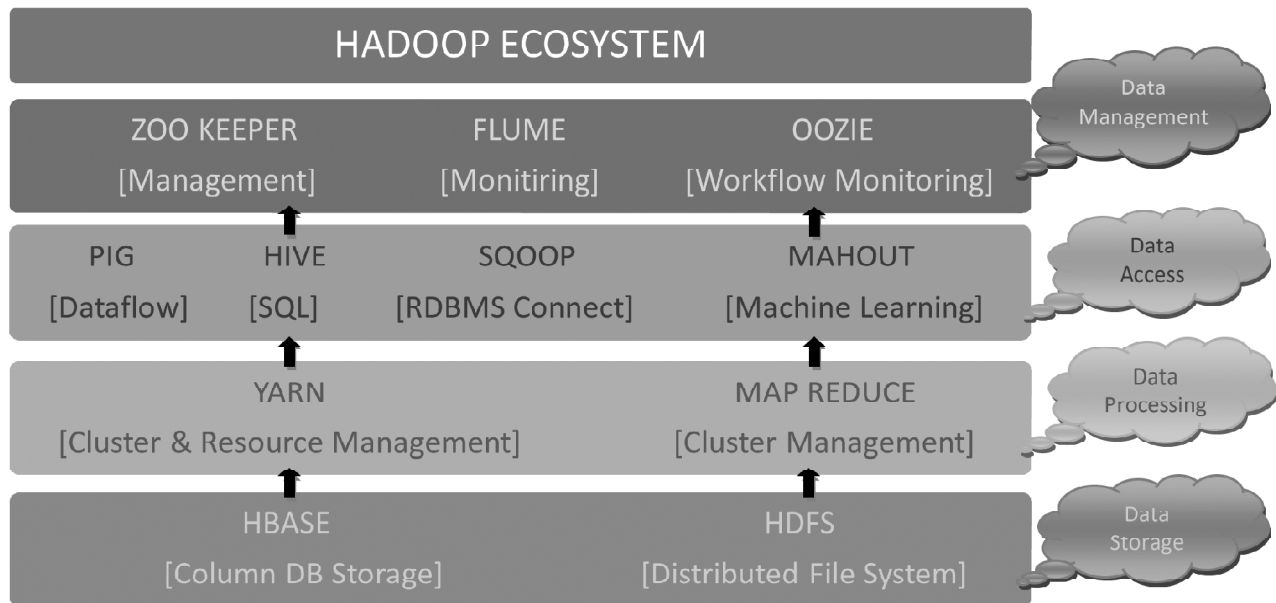 HADOOP ECOSYSTEM
Data
Management
ZOO KEEPER FLUME OOZIE
[Management] [Monitiring] [Workflow Monitoring]
Data
Access
PIG HIVE SQOOP MAHOUT
[Dataflow] [SQL] [RDBMS Connect] [Machine Learning]
Data
Processing
YARN MAP REDUCE
[Cluster & Resource Management] [Cluster Management]
Data
Storage
HBASE HDFS
[Column DB Storage] [Distributed File System]